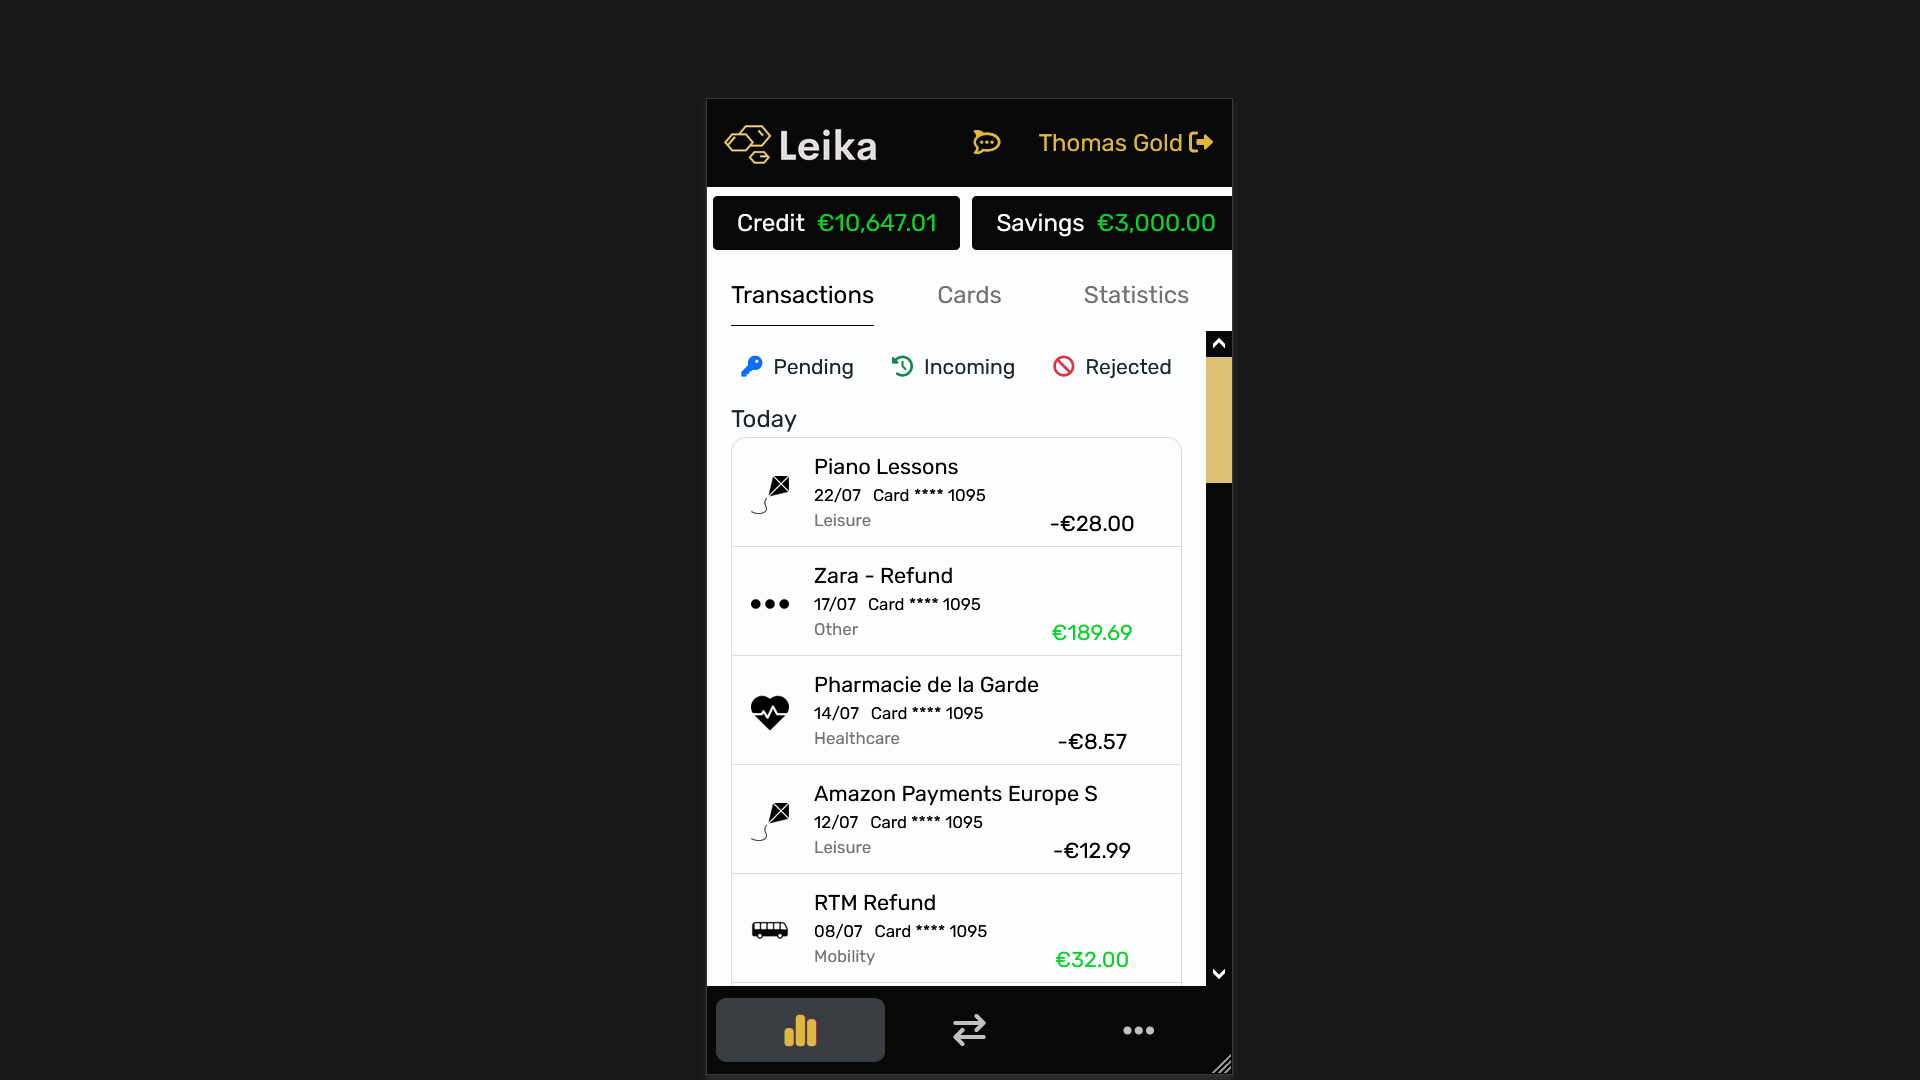 Leika
Thomas Gold
Credit €10,647.01
Savings €3,000.00
Transactions Cards Statistics
Pending Incoming Rejected
Today
Piano Lessons
22/07 Card **** 1095
Leisure
-€28.00
Zara - Refund
17/07 Card **** 1095
Other
€189.69
Pharmacie de la Garde
14/07 Card **** 1095
Healthcare
-€8.57
Amazon Payments Europe S
12/07 Card **** 1095
Leisure
-€12.99
RTM Refund
08/07 Card **** 1095
Mobility
€32.00